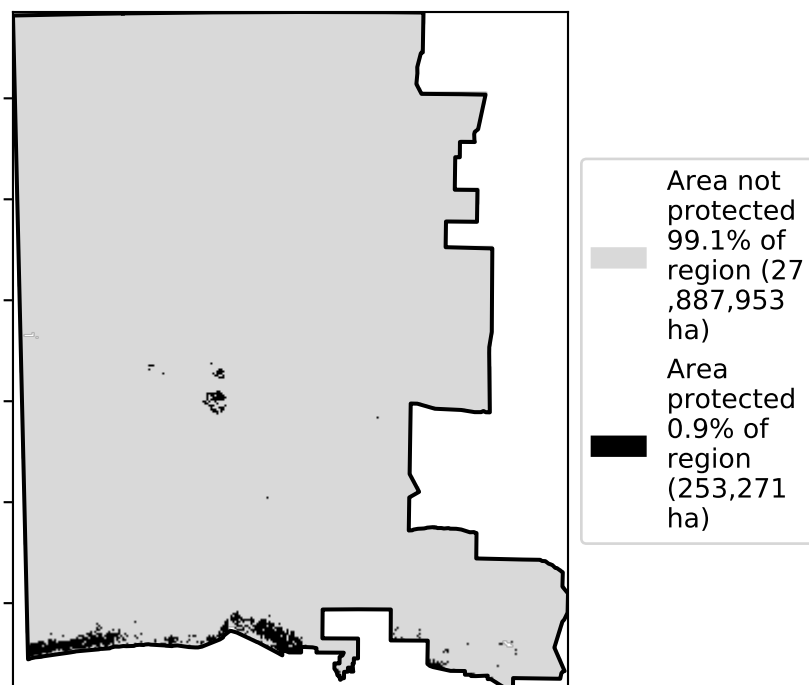 Area not
protected
99.1% of
region (27
,887,953
ha)
Area
protected
0.9% of
region
(253,271
ha)